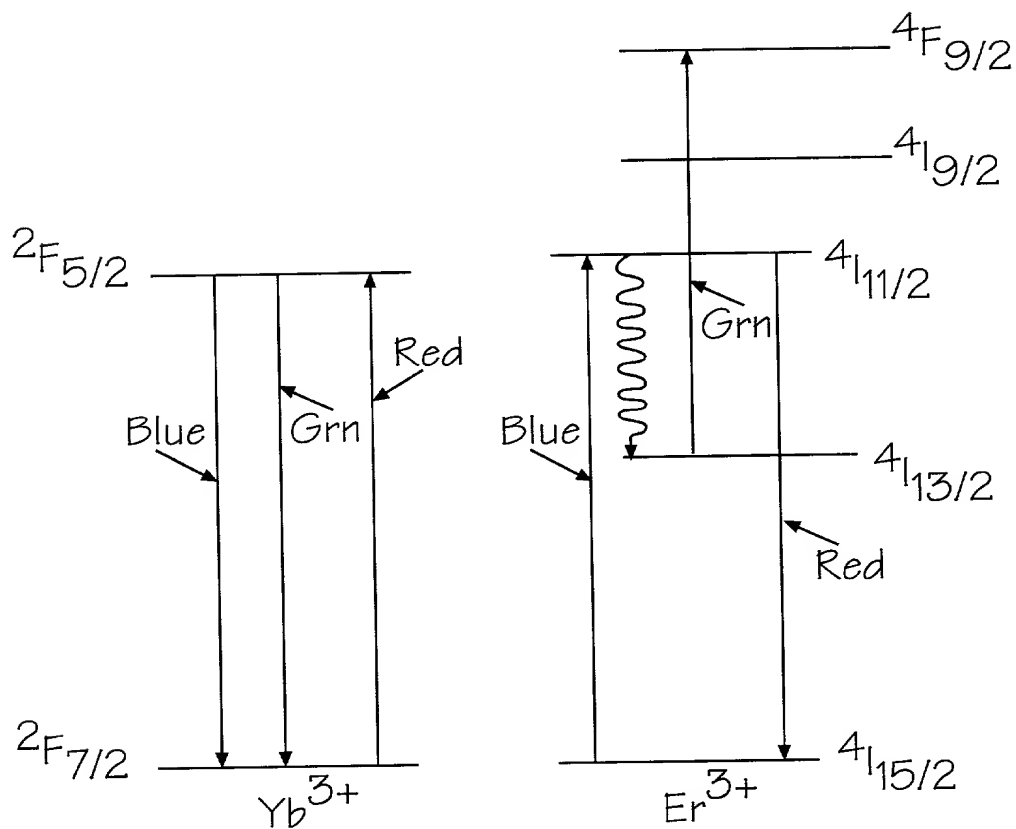 ⁴F9/2
⁴I9/2
²F5/2
⁴I11/2
Grn
Red
Blue
Grn
Blue
⁴I13/2
Red
²F7/2
⁴I15/2
Yb³⁺
Er³⁺